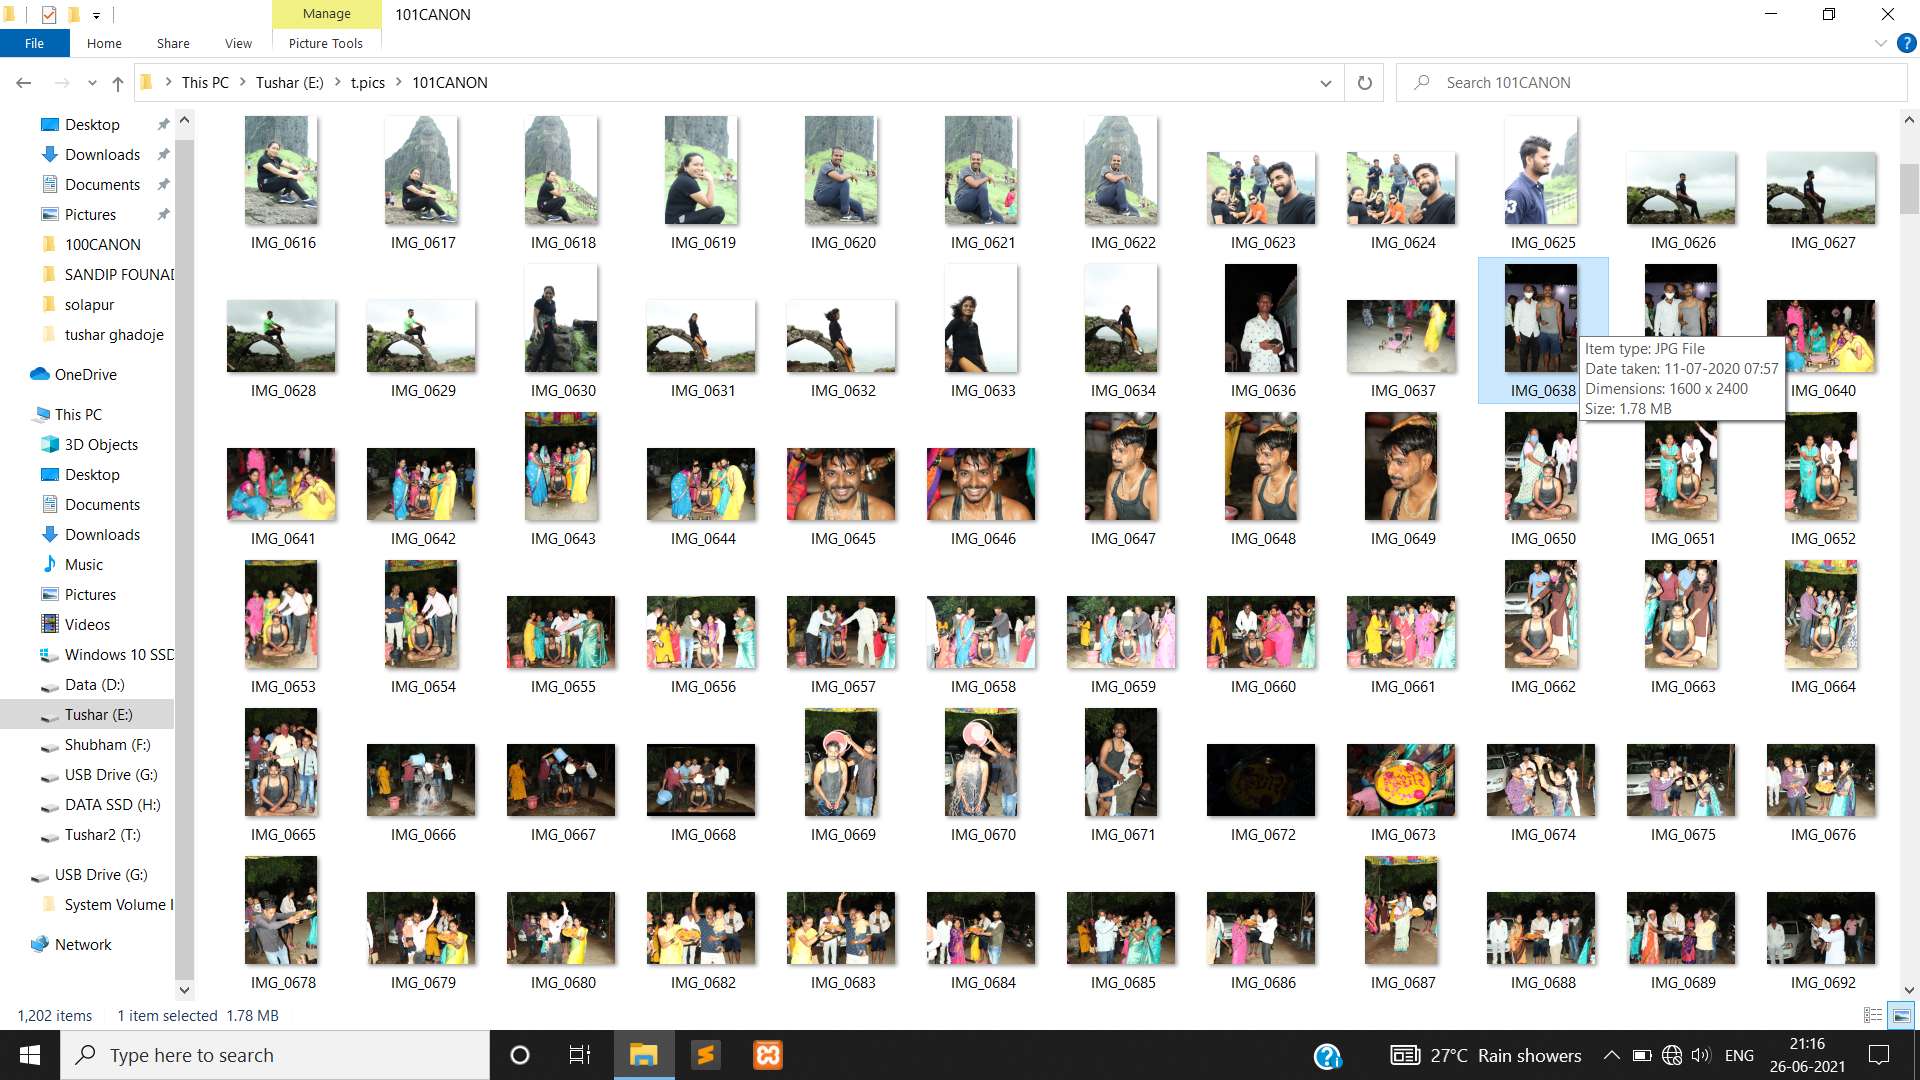 Manage
101CANON
File
Home
Share
View
Picture Tools
This PC
Tushar (E:)
t.pics
101CANON
Search 101CANON
Desktop
Downloads
Documents
Pictures
100CANON
SANDIP FOUNAD
solapur
tushar ghadoje
OneDrive
This PC
3D Objects
Desktop
Documents
Downloads
Music
Pictures
Videos
Windows 10 SSD
Data (D:)
Tushar (E:)
Shubham (F:)
USB Drive (G:)
DATA SSD (H:)
Tushar2 (T:)
USB Drive (G:)
System Volume I
Network
IMG_0616 IMG_0617 IMG_0618 IMG_0619 IMG_0620 IMG_0621 IMG_0622 IMG_0623 IMG_0624 IMG_0625 IMG_0626 IMG_0627
IMG_0628 IMG_0629 IMG_0630 IMG_0631 IMG_0632 IMG_0633 IMG_0634 IMG_0636 IMG_0637 IMG_0638 IMG_0640
Item type: JPG File
Date taken: 11-07-2020 07:57
Dimensions: 1600 x 2400
Size: 1.78 MB
IMG_0641 IMG_0642 IMG_0643 IMG_0644 IMG_0645 IMG_0646 IMG_0647 IMG_0648 IMG_0649 IMG_0650 IMG_0651 IMG_0652
IMG_0653 IMG_0654 IMG_0655 IMG_0656 IMG_0657 IMG_0658 IMG_0659 IMG_0660 IMG_0661 IMG_0662 IMG_0663 IMG_0664
IMG_0665 IMG_0666 IMG_0667 IMG_0668 IMG_0669 IMG_0670 IMG_0671 IMG_0672 IMG_0673 IMG_0674 IMG_0675 IMG_0676
IMG_0678 IMG_0679 IMG_0680 IMG_0682 IMG_0683 IMG_0684 IMG_0685 IMG_0686 IMG_0687 IMG_0688 IMG_0689 IMG_0692
1,202 items 1 item selected 1.78 MB
Type here to search
27°C Rain showers
ENG
21:16
26-06-2021